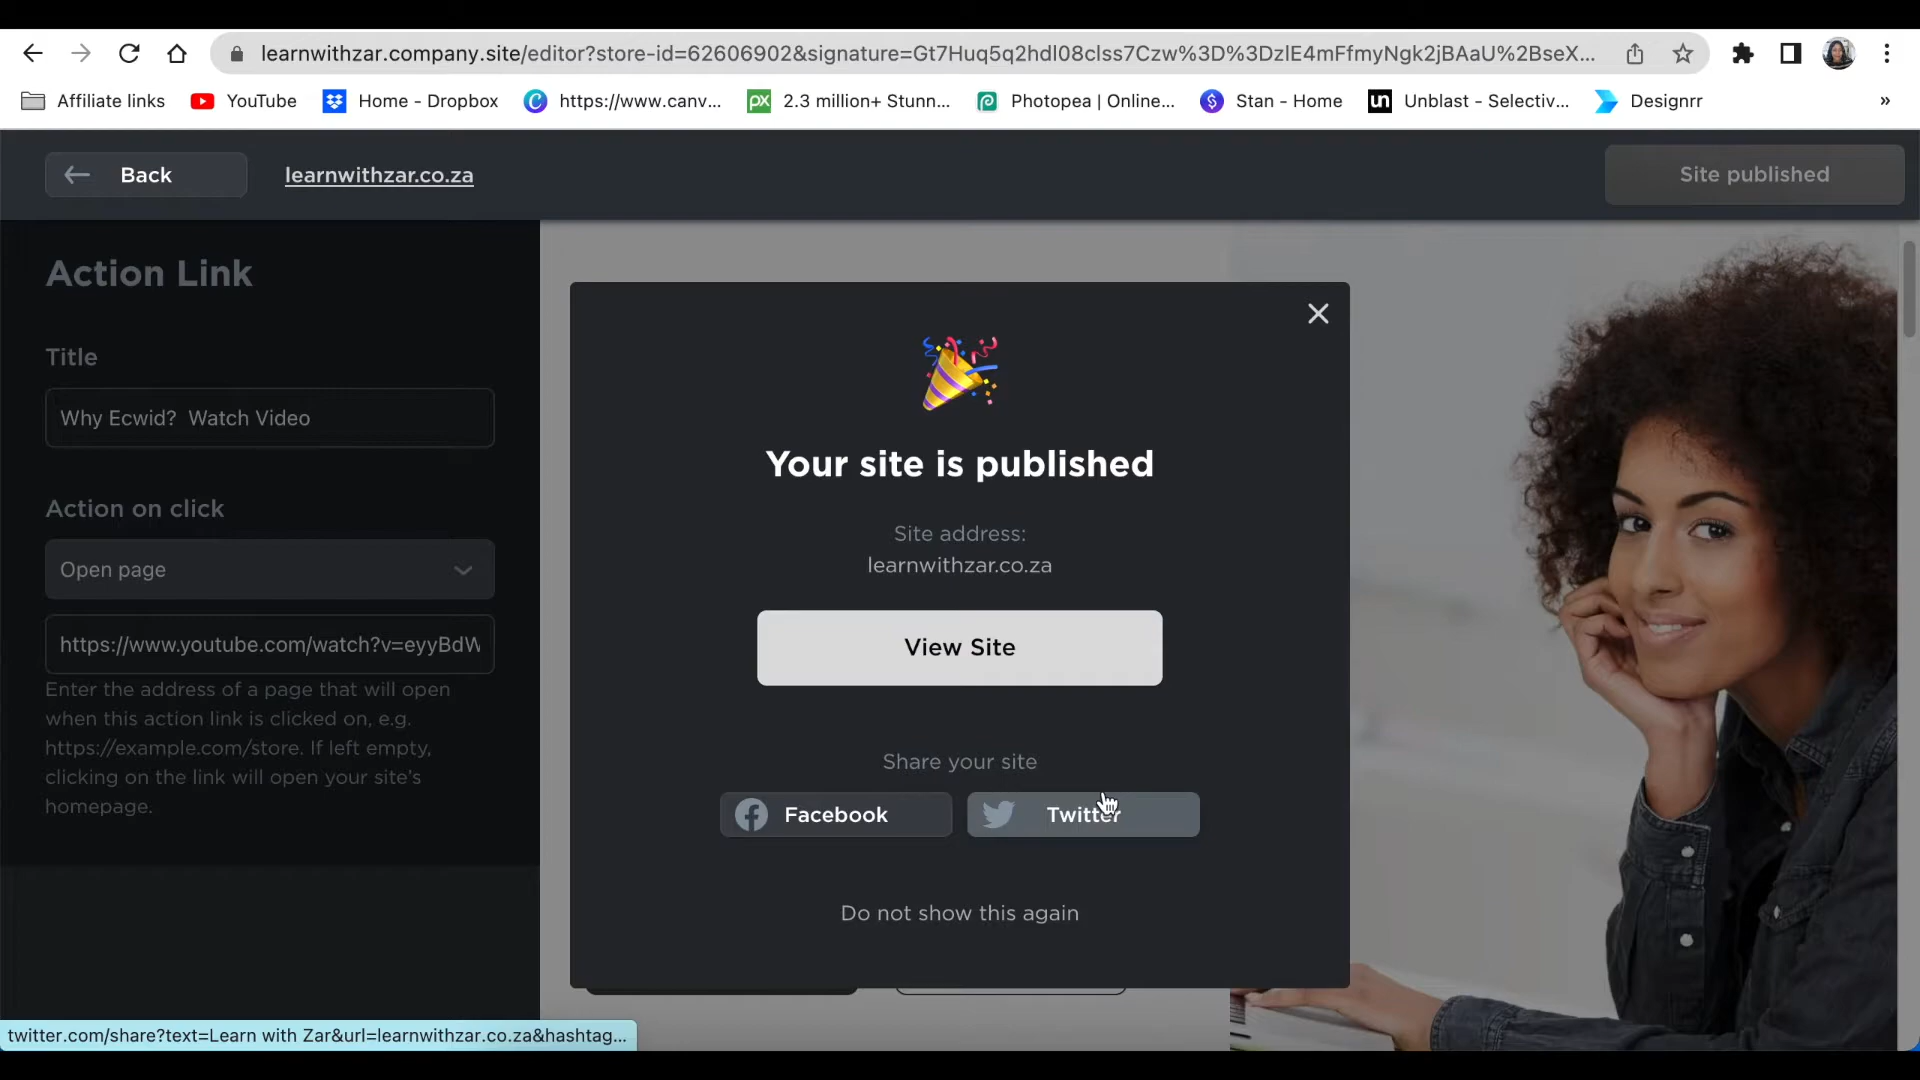 learnwithzar.company.site/editor?store-id=62606902&signature=Gt7Huq5q2hdl08clss7Czw%3D%3DzlE4mFfmyNgk2jBAaU%2BseX...
Affiliate links YouTube Home - Dropbox https://www.canv... 2.3 million+ Stunn... Photopea | Online... Stan - Home Unblast - Selectiv... Designrr »
Back learnwithzar.co.za Site published
Action Link
Title
Why Ecwid? Watch Video
Action on click
Open page
https://www.youtube.com/watch?v=eyyBdW
Enter the address of a page that will open
when this action link is clicked on, e.g.
https://example.com/store. If left empty,
clicking on the link will open your site's
homepage.
Your site is published
Site address:
learnwithzar.co.za
View Site
Share your site
Facebook Twitter
Do not show this again
twitter.com/share?text=Learn with Zar&url=learnwithzar.co.za&hashtag...